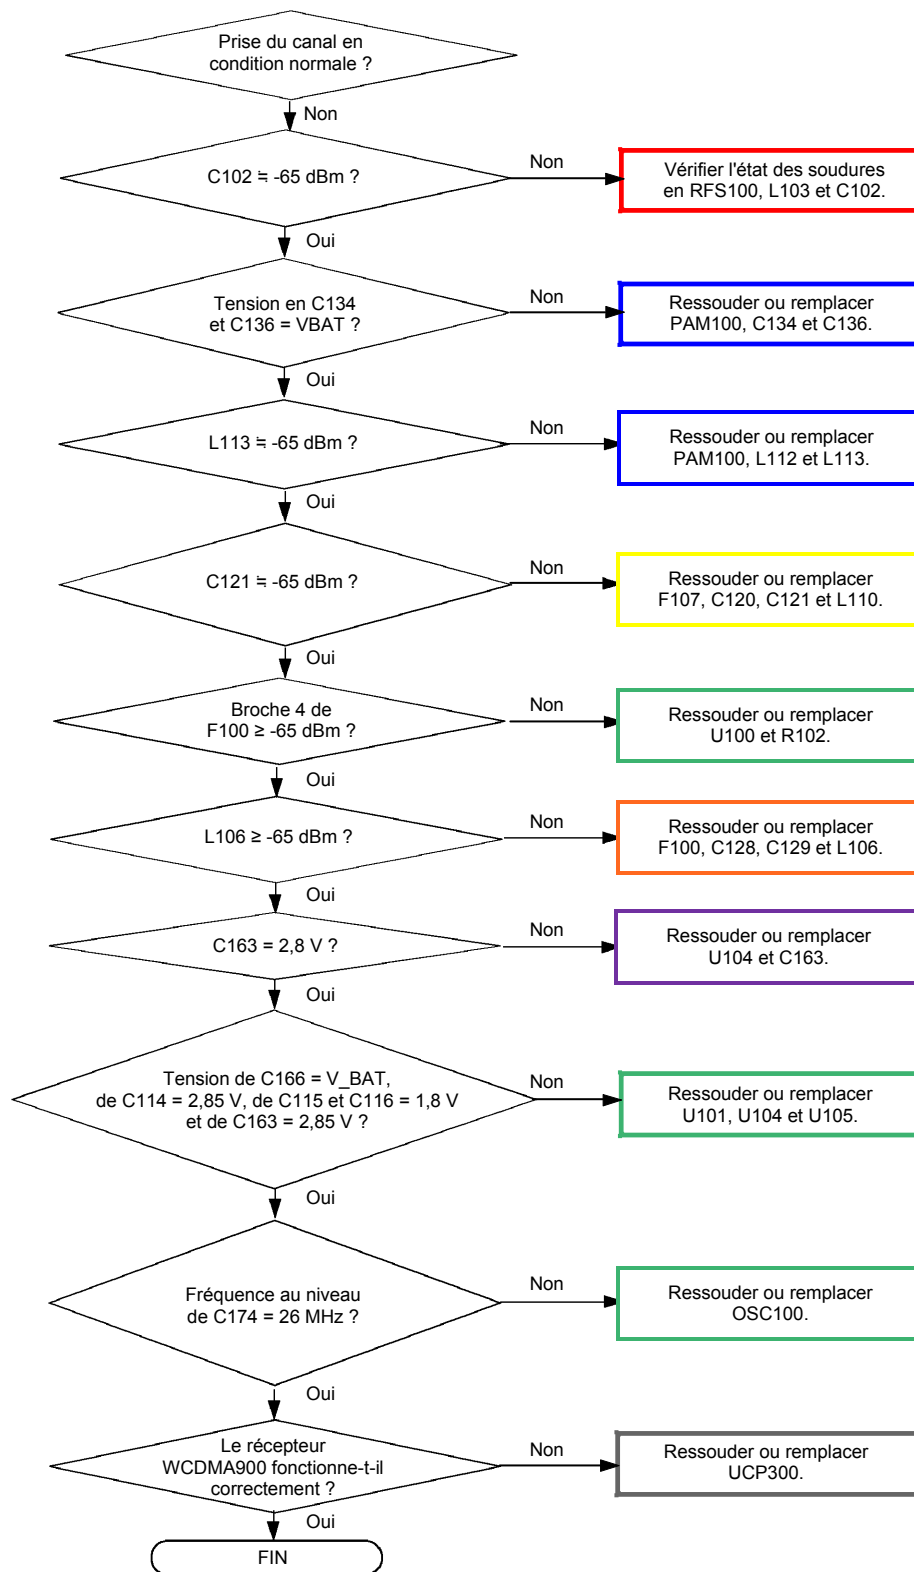 Prise du canal en
condition normale ?
Non
C102 ≒ -65 dBm ?
Non
Vérifier l'état des soudures
en RFS100, L103 et C102.
Oui
Tension en C134
et C136 = VBAT ?
Non
Ressouder ou remplacer
PAM100, C134 et C136.
Oui
L113 ≒ -65 dBm ?
Non
Ressouder ou remplacer
PAM100, L112 et L113.
Oui
C121 ≒ -65 dBm ?
Non
Ressouder ou remplacer
F107, C120, C121 et L110.
Oui
Broche 4 de
F100 ≥ -65 dBm ?
Non
Ressouder ou remplacer
U100 et R102.
Oui
L106 ≥ -65 dBm ?
Non
Ressouder ou remplacer
F100, C128, C129 et L106.
Oui
C163 = 2,8 V ?
Non
Ressouder ou remplacer
U104 et C163.
Oui
Tension de C166 = V_BAT,
de C114 = 2,85 V, de C115 et C116 = 1,8 V
et de C163 = 2,85 V ?
Non
Ressouder ou remplacer
U101, U104 et U105.
Oui
Fréquence au niveau
de C174 = 26 MHz ?
Non
Ressouder ou remplacer
OSC100.
Oui
Le récepteur
WCDMA900 fonctionne-t-il
correctement ?
Non
Ressouder ou remplacer
UCP300.
Oui
FIN